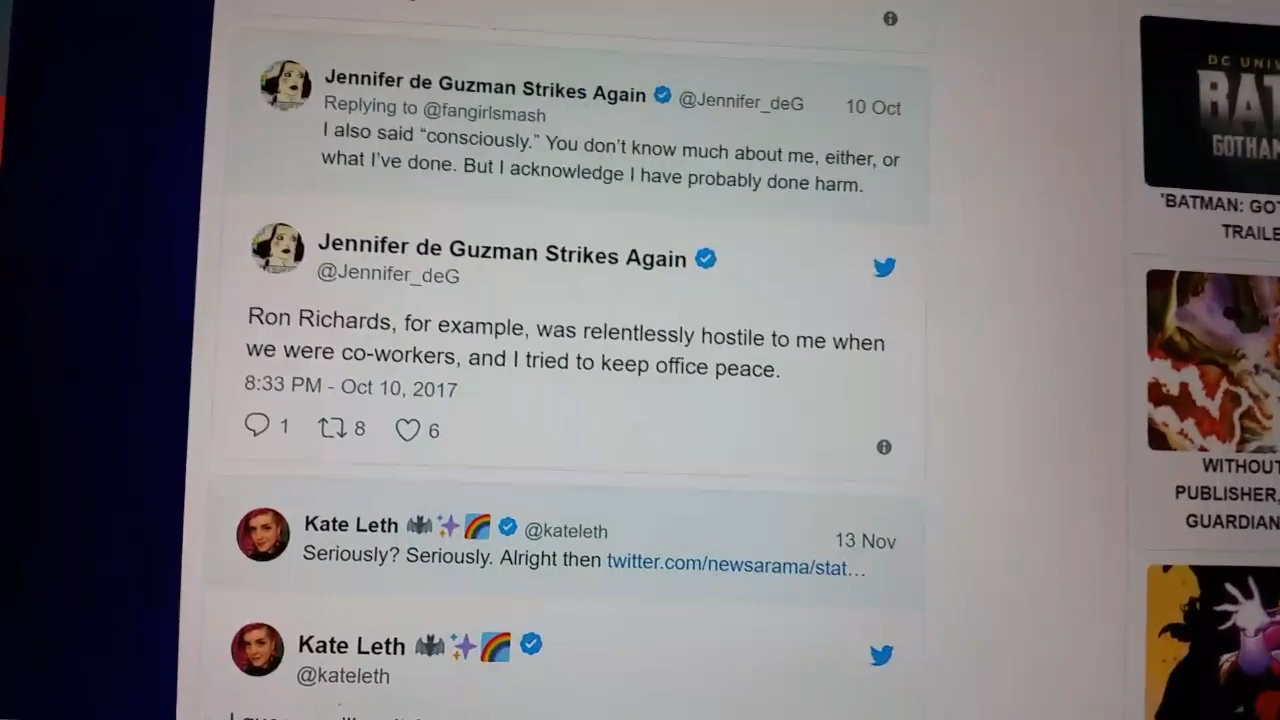 Jennifer de Guzman Strikes Again @Jennifer_deG 10 Oct
Replying to @fangirlsmash
I also said “consciously.” You don’t know much about me, either, or
what I’ve done. But I acknowledge I have probably done harm.
Jennifer de Guzman Strikes Again
@Jennifer_deG
Ron Richards, for example, was relentlessly hostile to me when
we were co-workers, and I tried to keep office peace.
8:33 PM - Oct 10, 2017
1 8 6
Kate Leth @kateleth 13 Nov
Seriously? Seriously. Alright then twitter.com/newsarama/stat…
Kate Leth
@kateleth
DC UNI
BAT
GOTHAM
'BATMAN: GOT
TRAILE
WITHOUT
PUBLISHER,
GUARDIAN